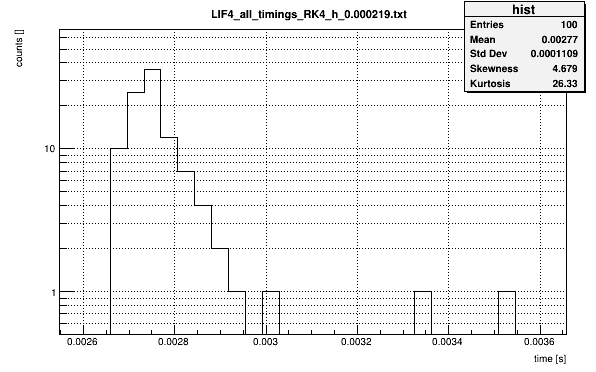 LIF4_all_timings_RK4_h_0.000219.txt
hist
Entries 100
Mean 0.00277
Std Dev 0.0001109
Skewness 4.679
Kurtosis 26.33
counts []
10
1
0.0026 0.0028 0.003 0.0032 0.0034 0.0036
time [s]